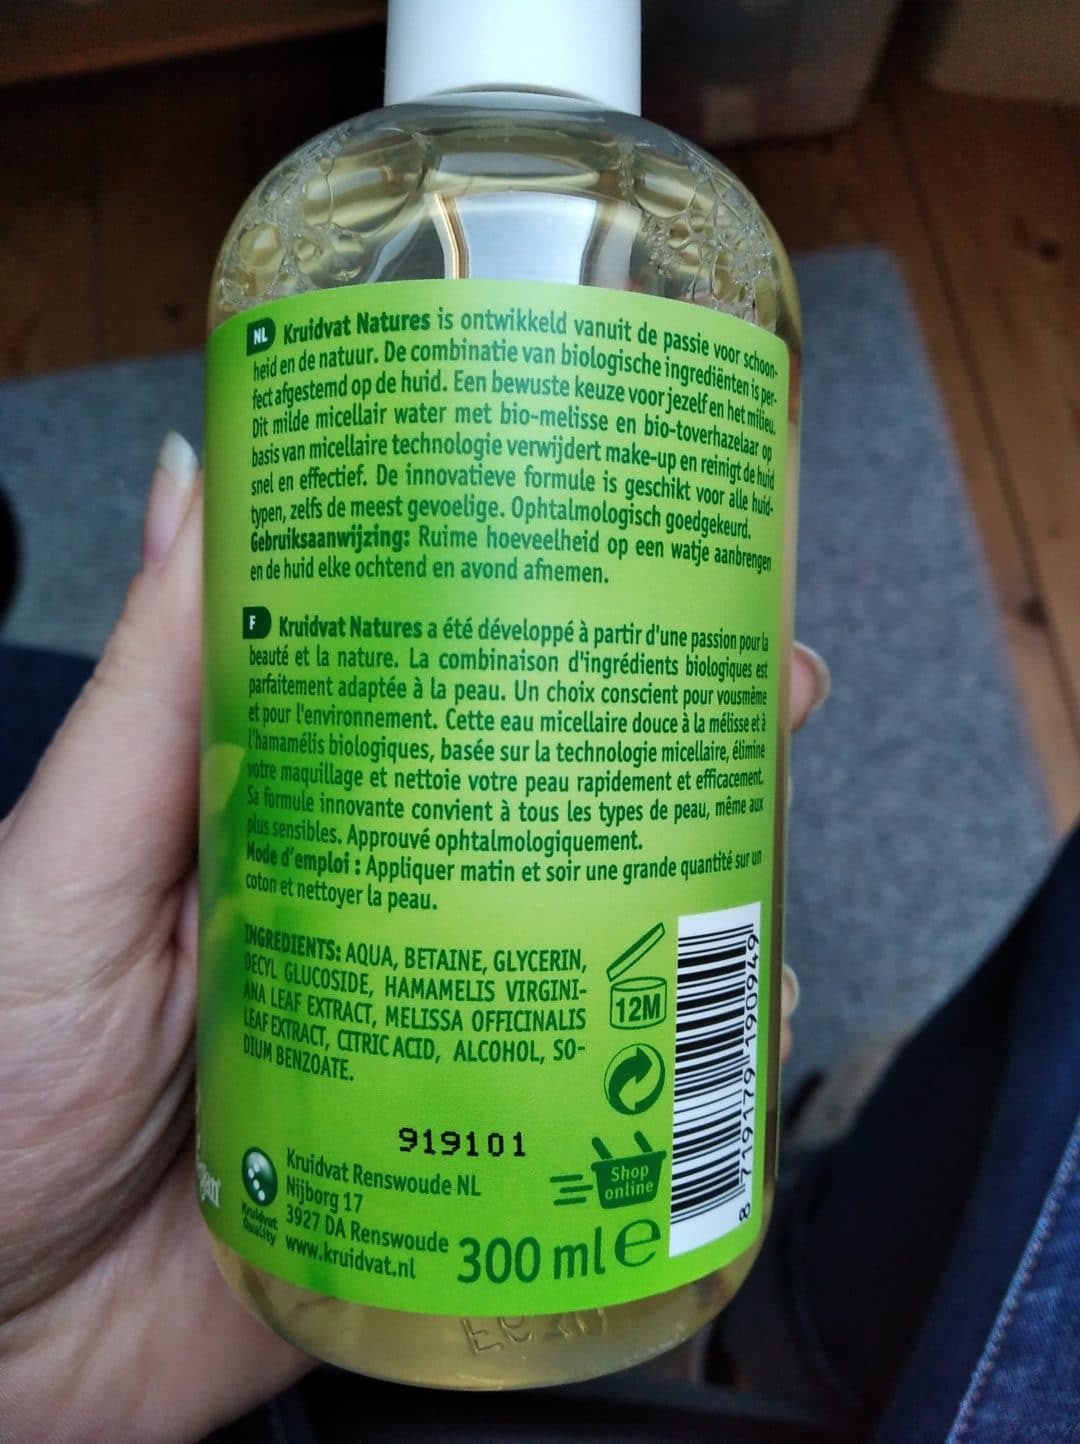 NL Kruidvat Natures is ontwikkeld vanuit de passie voor schoon-
heid en de natuur. De combinatie van biologische ingrediënten is per-
fect afgestemd op de huid. Een bewuste keuze voor jezelf en het milieu.
Dit milde micellair water met bio-melisse en bio-toverhazelaar op
basis van micellaire technologie verwijdert make-up en reinigt de huid
snel en effectief. De innovatieve formule is geschikt voor alle huid-
typen, zelfs de meest gevoelige. Ophtalmologisch goedgekeurd.
Gebruiksaanwijzing: Ruime hoeveelheid op een watje aanbrengen
en de huid elke ochtend en avond afnemen.
F Kruidvat Natures a été développé à partir d'une passion pour la
beauté et la nature. La combinaison d'ingrédients biologiques est
parfaitement adaptée à la peau. Un choix conscient pour vousmême
et pour l'environnement. Cette eau micellaire douce à la mélisse et à
l'hamamélis biologiques, basée sur la technologie micellaire, élimine
votre maquillage et nettoie votre peau rapidement et efficacement.
Sa formule innovante convient à tous les types de peau, même aux
plus sensibles. Approuvé ophtalmologiquement.
Mode d'emploi : Appliquer matin et soir une grande quantité sur un
coton et nettoyer la peau.
INGREDIENTS: AQUA, BETAINE, GLYCERIN,
DECYL GLUCOSIDE, HAMAMELIS VIRGINI-
ANA LEAF EXTRACT, MELISSA OFFICINALIS
LEAF EXTRACT, CITRIC ACID, ALCOHOL, SO-
DIUM BENZOATE.
12M
919101
Kruidvat
Quality
Kruidvat Renswoude NL
Nijborg 17
3927 DA Renswoude
www.kruidvat.nl
Shop
online
300 ml e
8 719179 190949